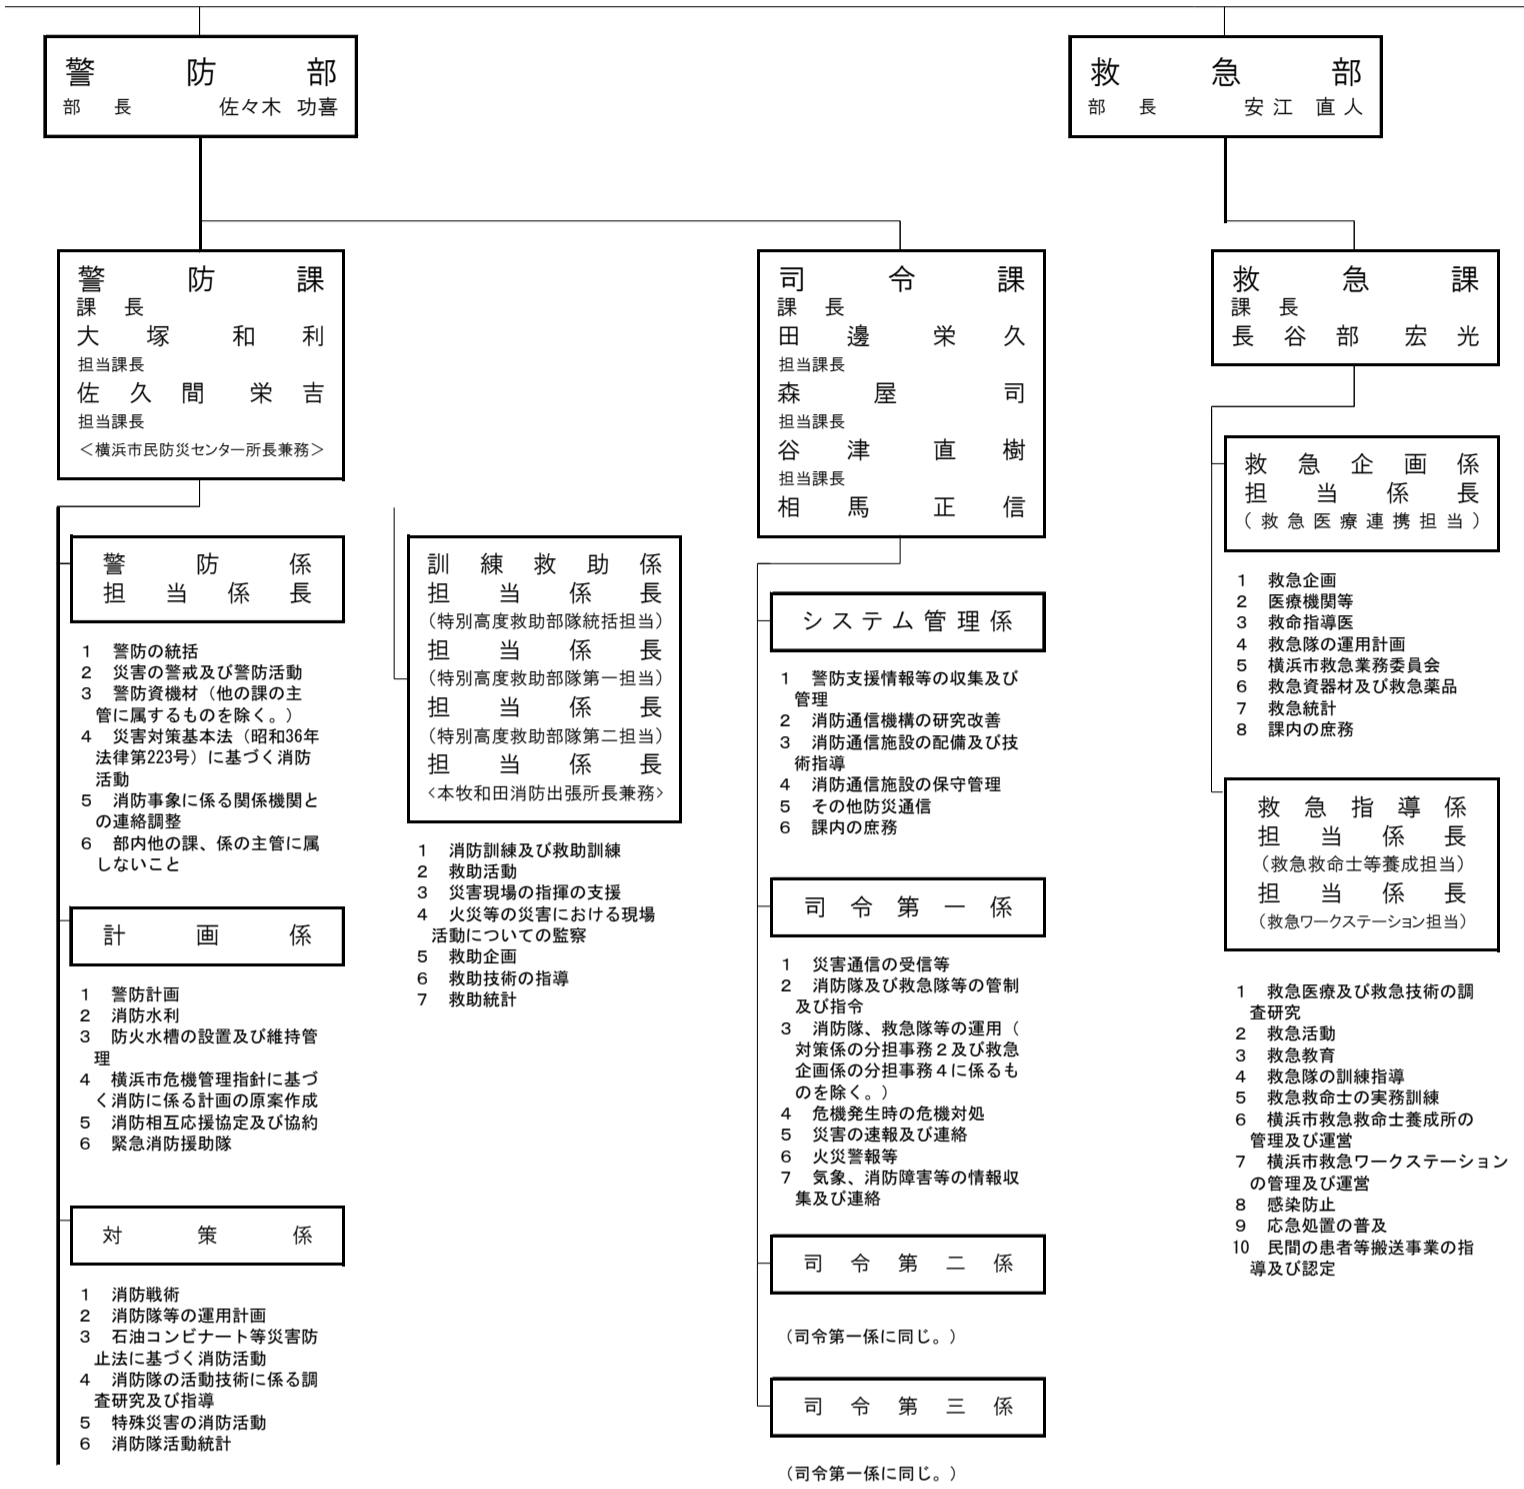 警防部
部長 佐々木 功喜
警防課
課長
大塚和利
担当課長
佐久間栄吉
担当課長
＜横浜市民防災センター所長兼務＞
警防係
担当係長
1 警防の統括
2 災害の警戒及び警防活動
3 警防資機材（他の課の主
管に属するものを除く。）
4 災害対策基本法（昭和36年
法律第223号）に基づく消防
活動
5 消防事象に係る関係機関と
の連絡調整
6 部内他の課、係の主管に属
しないこと
計画係
1 警防計画
2 消防水利
3 防火水槽の設置及び維持管
理
4 横浜市危機管理指針に基づ
く消防に係る計画の原案作成
5 消防相互応援協定及び協約
6 緊急消防援助隊
対策係
1 消防戦術
2 消防隊等の運用計画
3 石油コンビナート等災害防
止法に基づく消防活動
4 消防隊の活動技術に係る調
査研究及び指導
5 特殊災害の消防活動
6 消防隊活動統計
訓練救助係
担当係長
（特別高度救助部隊統括担当）
担当係長
（特別高度救助部隊第一担当）
担当係長
（特別高度救助部隊第二担当）
担当係長
<本牧和田消防出張所長兼務>
1 消防訓練及び救助訓練
2 救助活動
3 災害現場の指揮の支援
4 火災等の災害における現場
活動についての監察
5 救助企画
6 救助技術の指導
7 救助統計
司令課
課長
田邊栄久
担当課長
森屋司
担当課長
谷津直樹
担当課長
相馬正信
システム管理係
1 警防支援情報等の収集及び
管理
2 消防通信機構の研究改善
3 消防通信施設の配備及び技
術指導
4 消防通信施設の保守管理
5 その他防災通信
6 課内の庶務
司令第一係
1 災害通信の受信等
2 消防隊及び救急隊等の管制
及び指令
3 消防隊、救急隊等の運用（
対策係の分担事務２及び救急
企画係の分担事務４に係るも
のを除く。）
4 危機発生時の危機対処
5 災害の速報及び連絡
6 火災警報等
7 気象、消防障害等の情報収
集及び連絡
司令第二係
（司令第一係に同じ。）
司令第三係
（司令第一係に同じ。）
救急部
部長 安江 直人
救急課
課長
長谷部宏光
救急企画係
担当係長
（救急医療連携担当）
1 救急企画
2 医療機関等
3 救命指導医
4 救急隊の運用計画
5 横浜市救急業務委員会
6 救急資器材及び救急薬品
7 救急統計
8 課内の庶務
救急指導係
担当係長
（救急救命士等養成担当）
担当係長
（救急ワークステーション担当）
1 救急医療及び救急技術の調
査研究
2 救急活動
3 救急教育
4 救急隊の訓練指導
5 救急救命士の実務訓練
6 横浜市救急救命士養成所の
管理及び運営
7 横浜市救急ワークステーション
の管理及び運営
8 感染防止
9 応急処置の普及
10 民間の患者等搬送事業の指
導及び認定